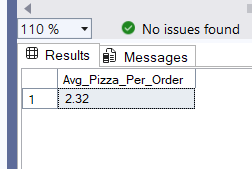 110 % No issues found
Results Messages
Avg_Pizza_Per_Order
1 2.32